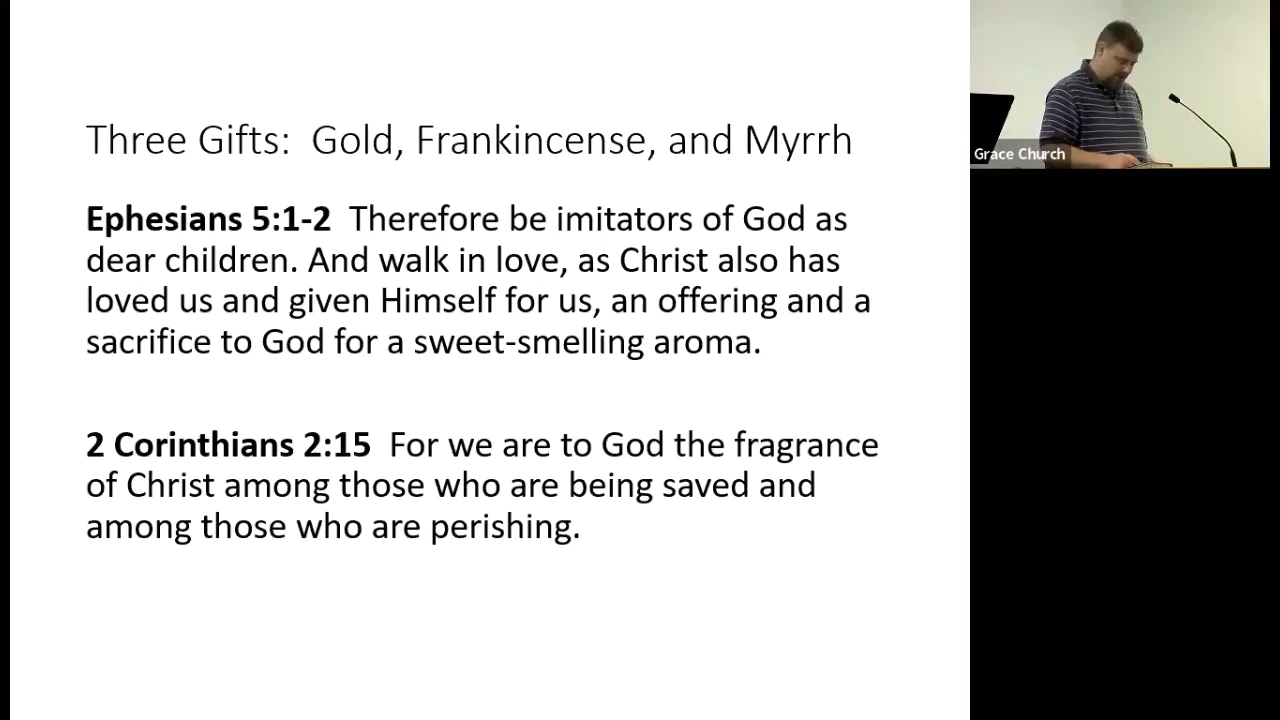 Three Gifts:  Gold, Frankincense, and Myrrh
Ephesians 5:1-2  Therefore be imitators of God as
dear children. And walk in love, as Christ also has
loved us and given Himself for us, an offering and a
sacrifice to God for a sweet-smelling aroma.
2 Corinthians 2:15  For we are to God the fragrance
of Christ among those who are being saved and
among those who are perishing.
Grace Church